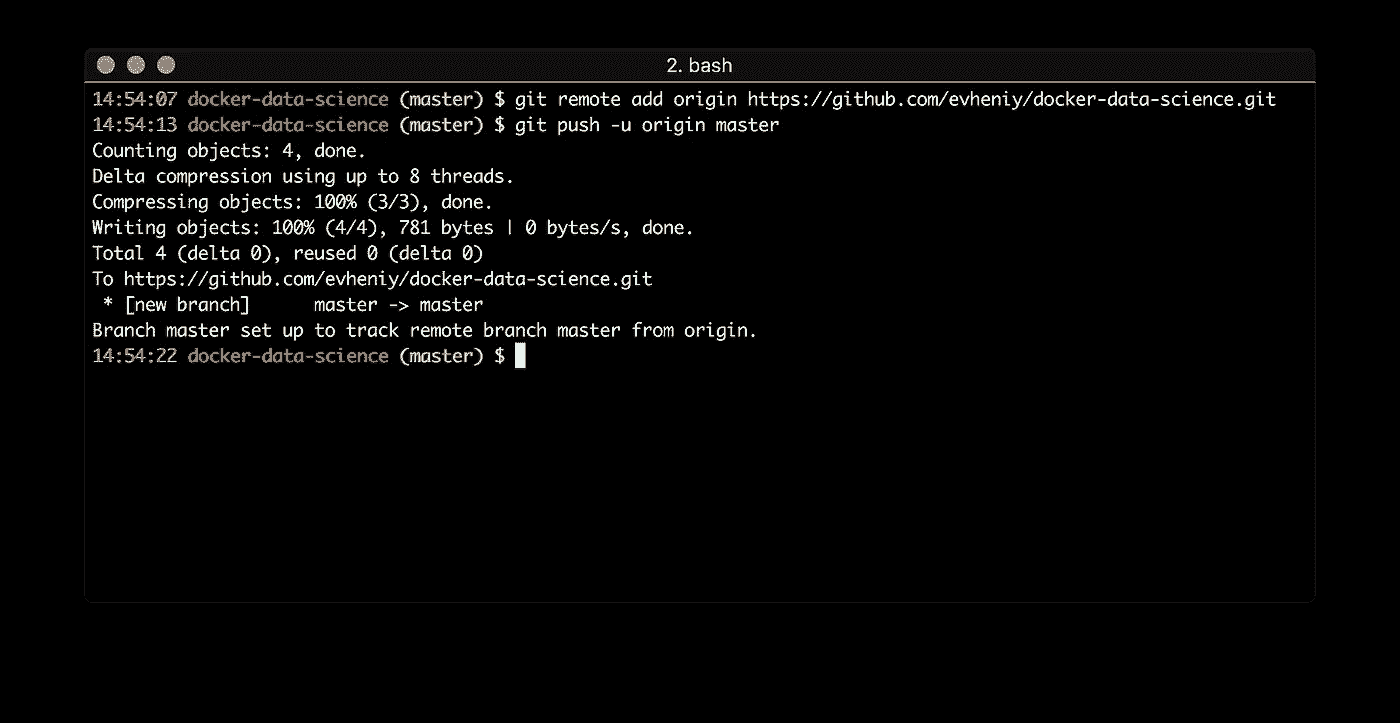 2. bash
14:54:07 docker-data-science (master) $ git remote add origin https://github.com/evheniy/docker-data-science.git
14:54:13 docker-data-science (master) $ git push -u origin master
Counting objects: 4, done.
Delta compression using up to 8 threads.
Compressing objects: 100% (3/3), done.
Writing objects: 100% (4/4), 781 bytes | 0 bytes/s, done.
Total 4 (delta 0), reused 0 (delta 0)
To https://github.com/evheniy/docker-data-science.git
 * [new branch]      master -> master
Branch master set up to track remote branch master from origin.
14:54:22 docker-data-science (master) $